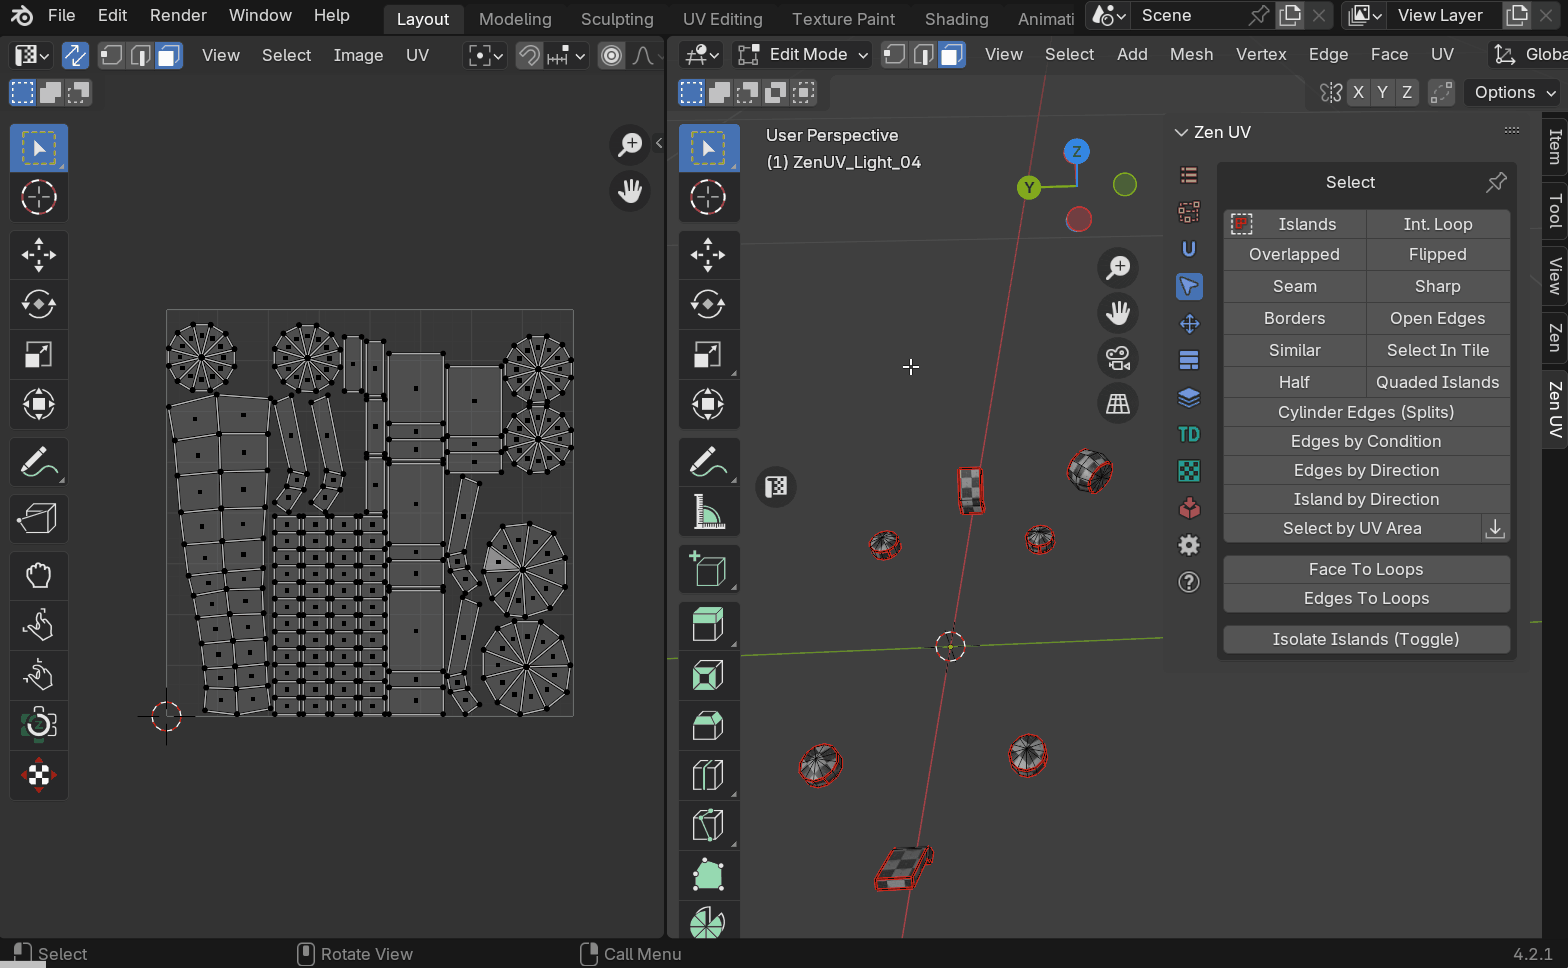 File Edit Render Window Help Layout Modeling Sculpting UV Editing Texture Paint Shading Animati Scene View Layer
View Select Image UV
Edit Mode View Select Add Mesh Vertex Edge Face UV Globa
X Y Z Options
User Perspective
(1) ZenUV_Light_04
Z
Y
Zen UV
Select
Islands Int. Loop
Overlapped Flipped
Seam Sharp
Borders Open Edges
Similar Select In Tile
Half Quaded Islands
Cylinder Edges (Splits)
Edges by Condition
Edges by Direction
Island by Direction
Select by UV Area
Face To Loops
Edges To Loops
Isolate Islands (Toggle)
TD
Item
Tool
View
Zen
Zen UV
Select Rotate View Call Menu 4.2.1